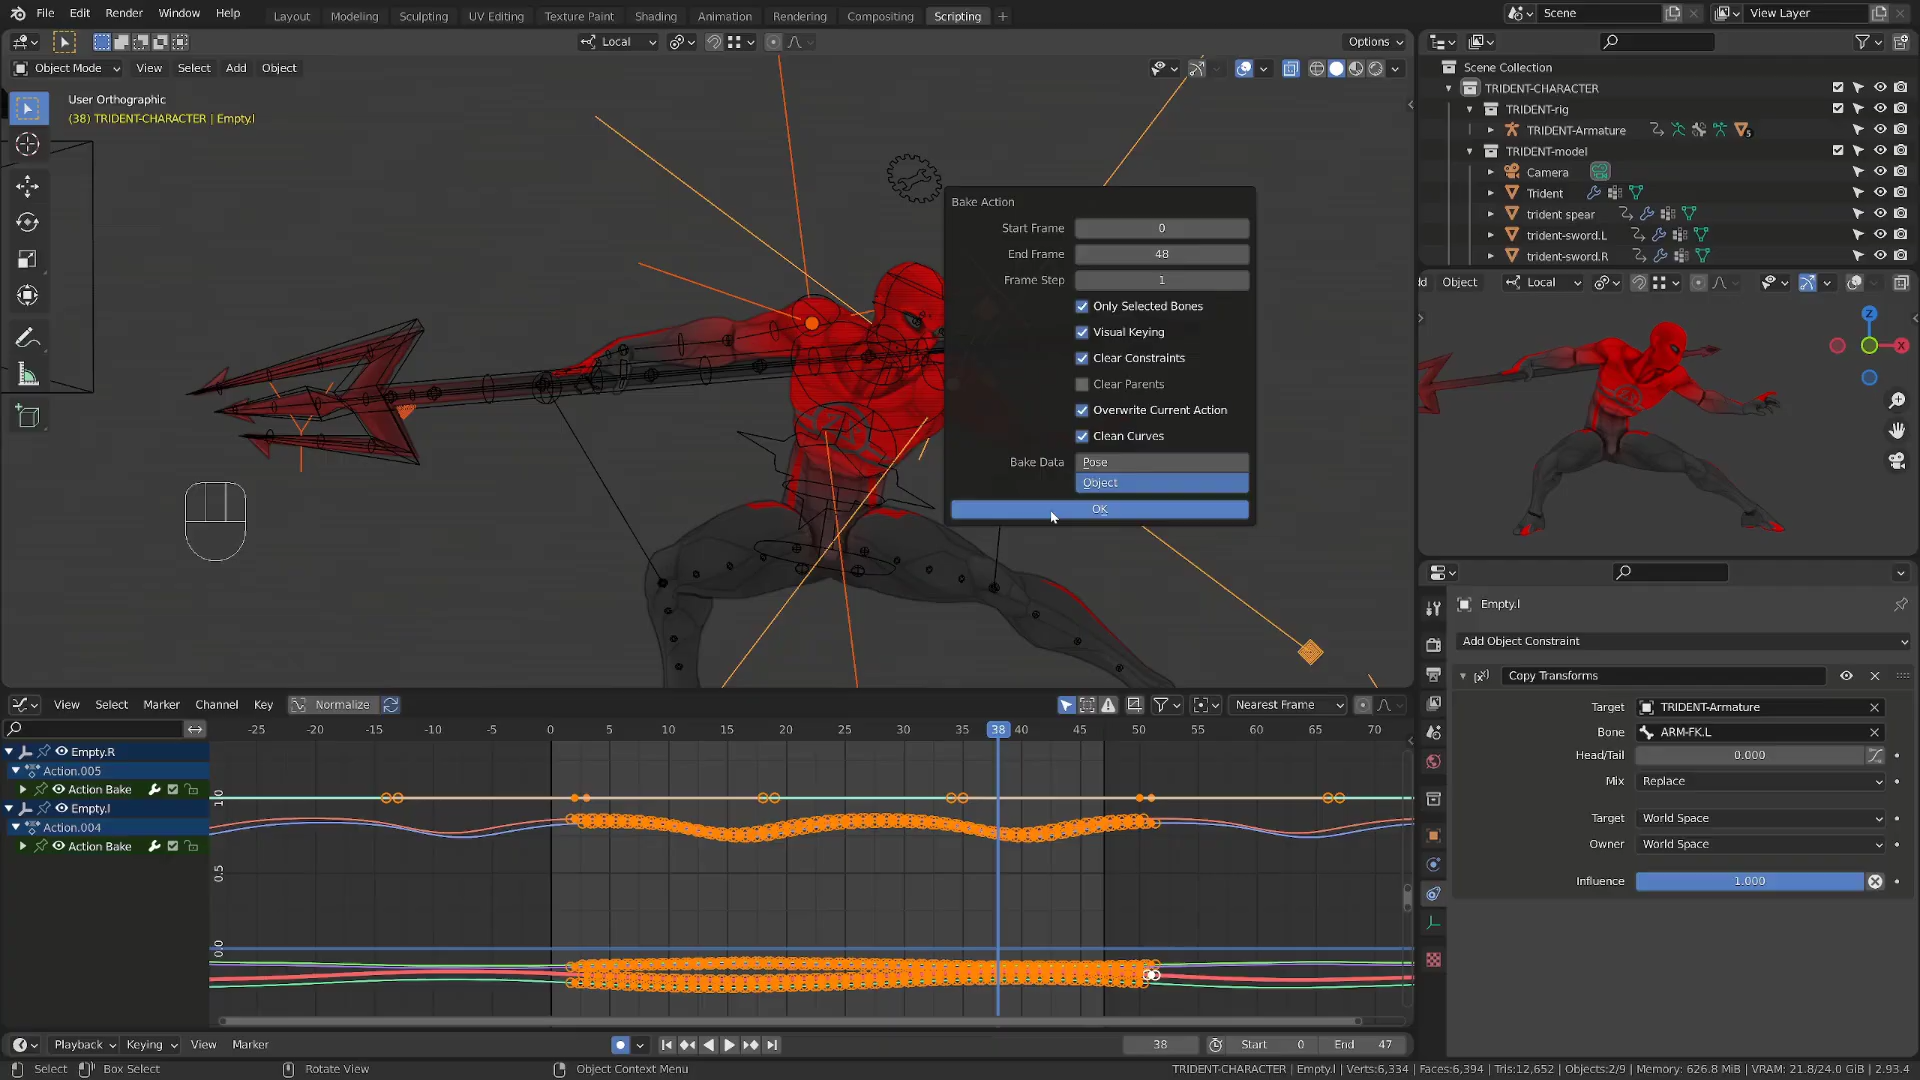 File Edit Render Window Help
Layout Modeling Sculpting UV Editing Texture Paint Shading Animation Rendering Compositing Scripting
Scene
View Layer
Local
Options
Object Mode View Select Add Object
User Orthographic
(38) TRIDENT-CHARACTER | Empty.l
Bake Action
Start Frame 0
End Frame 48
Frame Step 1
Only Selected Bones
Visual Keying
Clear Constraints
Clear Parents
Overwrite Current Action
Clean Curves
Bake Data Pose
Object
OK
Scene Collection
TRIDENT-CHARACTER
TRIDENT-rig
TRIDENT-Armature
5
TRIDENT-model
Camera
Trident
trident spear
trident-sword.L
trident-sword.R
Object Local
Z
X
Empty.l
Add Object Constraint
Copy Transforms
Target TRIDENT-Armature
Bone ARM-FK.L
Head/Tail 0.000
Mix Replace
Target World Space
Owner World Space
Influence 1.000
View Select Marker Channel Key Normalize
Nearest Frame
-25 -20 -15 -10 -5 0 5 10 15 20 25 30 35 38 40 45 50 55 60 65 70
Empty.R
Action.005
Action Bake
Empty.l
Action.004
Action Bake
1.0
0.5
0.0
Playback Keying View Marker
38
Start 0
End 47
Select Box Select Rotate View Object Context Menu
TRIDENT-CHARACTER | Empty.l | Verts:6,334 | Faces:6,394 | Tris:12,652 | Objects:2/9 | Memory: 626.8 MiB | VRAM: 21.8/24.0 GiB | 2.93.4